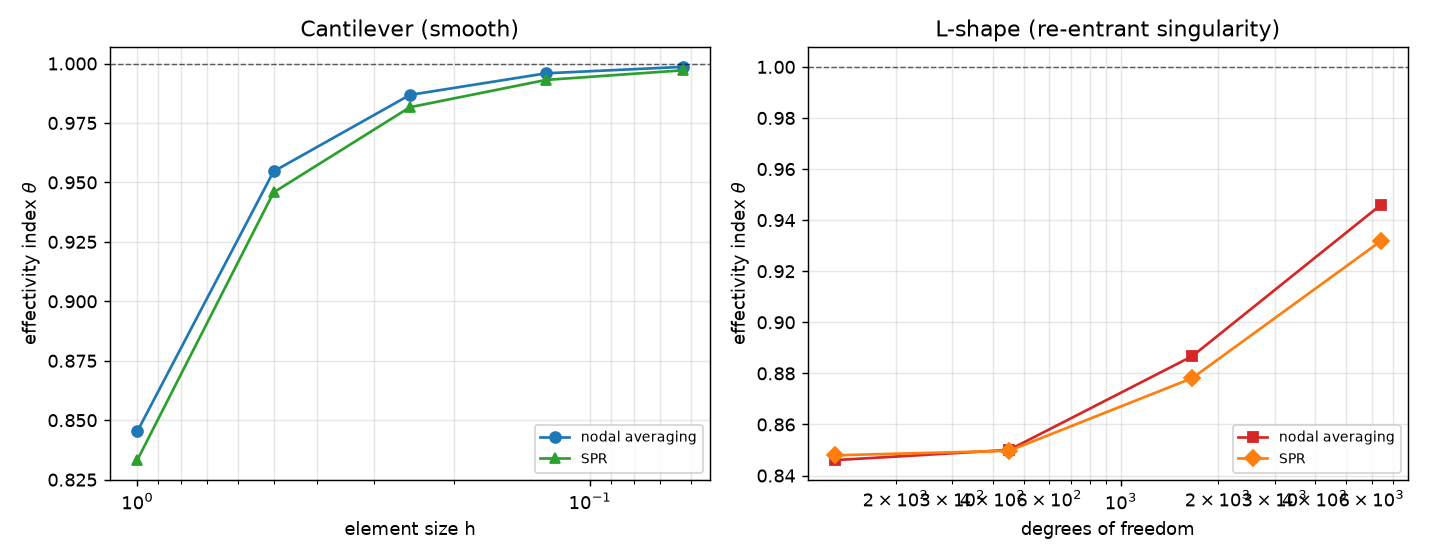 Cantilever (smooth)
1.000
0.975
0.950
0.925
0.900
0.875
0.850
0.825
effectivity index θ
10⁰
10⁻¹
element size h
nodal averaging
SPR
L-shape (re-entrant singularity)
1.00
0.98
0.96
0.94
0.92
0.90
0.88
0.86
0.84
effectivity index θ
10³
degrees of freedom
nodal averaging
SPR